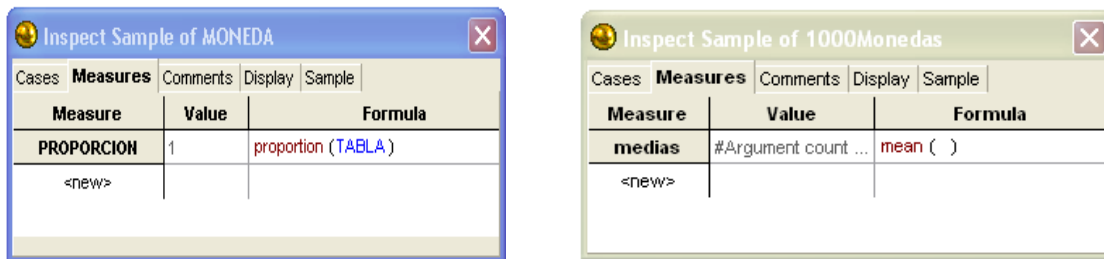 Inspect Sample of MONEDA
Cases Measures Comments Display Sample
Measure Value Formula
PROPORCION 1 proportion (TABLA)
<new>
Inspect Sample of 1000Monedas
Cases Measures Comments Display Sample
Measure Value Formula
medias #Argument count ... mean ( )
<new>